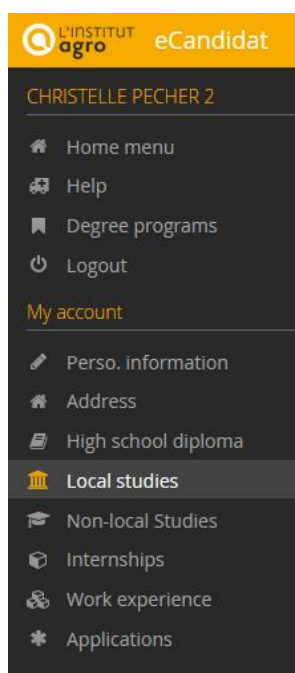 L'INSTITUT
agro eCandidat
CHRISTELLE PECHER 2
Home menu
Help
Degree programs
Logout
My account
Perso. information
Address
High school diploma
Local studies
Non-local Studies
Internships
Work experience
Applications